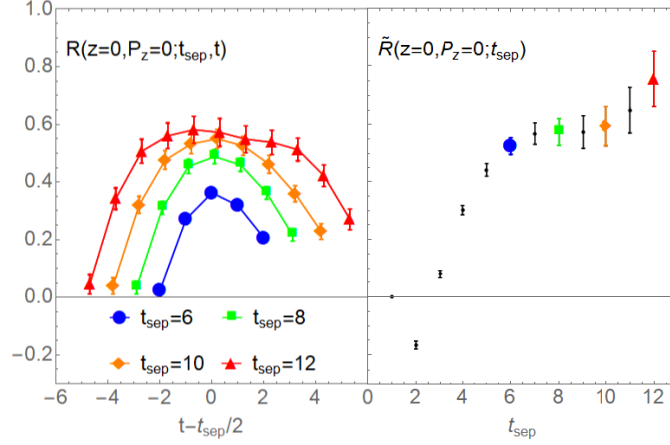 1.0
0.8
0.6
0.4
0.2
0.0
−0.2
R(z=0,P_z=0;t_sep,t)
R̃(z=0,P_z=0;t_sep)
t_sep=6
t_sep=8
t_sep=10
t_sep=12
−6 −4 −2 0 2 4
0 2 4 6 8 10 12
t−t_sep/2
t_sep